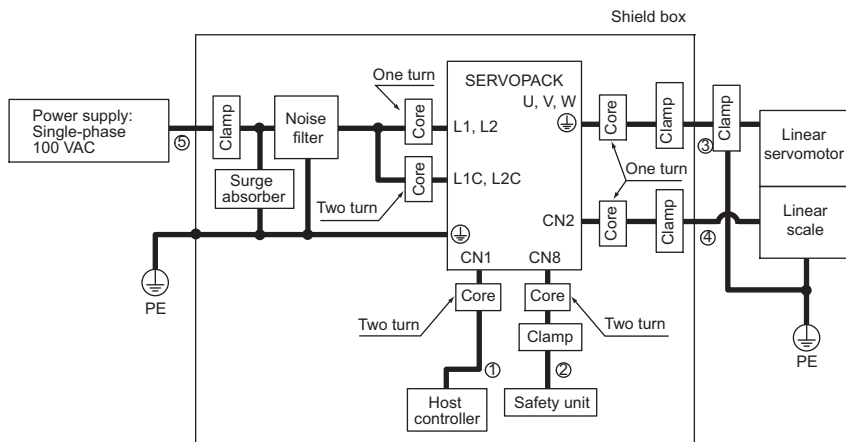 Shield box
One turn
SERVOPACK
U, V, W
Power supply:
Single-phase
100 VAC
Clamp
Noise
filter
Core
L1, L2
Core
Clamp
Clamp
Linear
servomotor
⑤
③
Surge
absorber
Core
L1C, L2C
One turn
Two turn
CN2
Core
Clamp
Linear
scale
④
CN1
CN8
PE
Core
Core
Two turn
Two turn
Clamp
PE
①
②
Host
controller
Safety unit